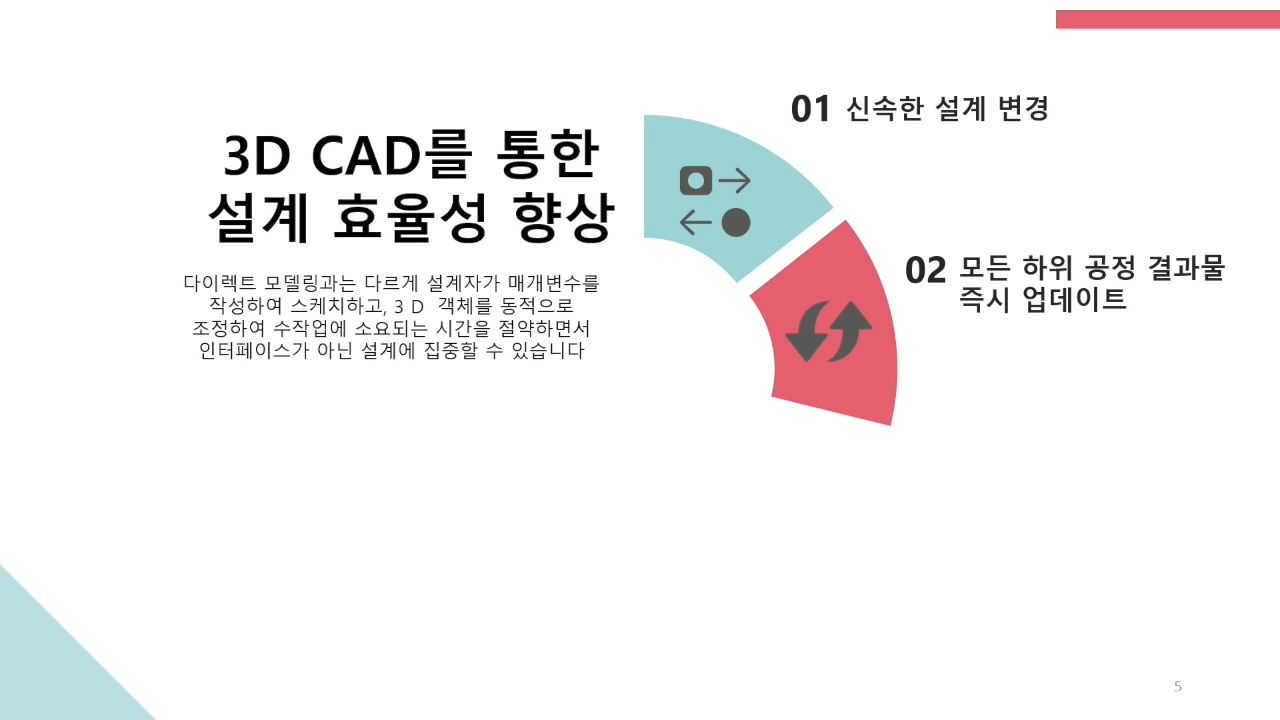 3D CAD를 통한
설계 효율성 향상
다이렉트 모델링과는 다르게 설계자가 매개변수를
작성하여 스케치하고, 3 D 객체를 동적으로
조정하여 수작업에 소요되는 시간을 절약하면서
인터페이스가 아닌 설계에 집중할 수 있습니다
01 신속한 설계 변경
02 모든 하위 공정 결과물
즉시 업데이트
5